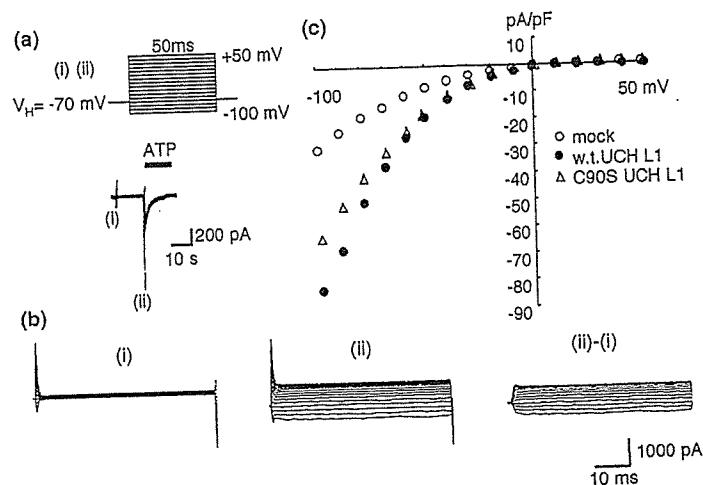 (a)
50ms
(i) (ii)
+50 mV
VH= -70 mV
-100 mV
ATP
(i)
200 pA
10 s
(ii)
(c)
pA/pF
10
-100
50 mV
-10
-20
-30
-40
-50
-60
-70
-80
-90
mock
w.t.UCH L1
C90S UCH L1
(b)
(i)
(ii)
(ii)-(i)
1000 pA
10 ms